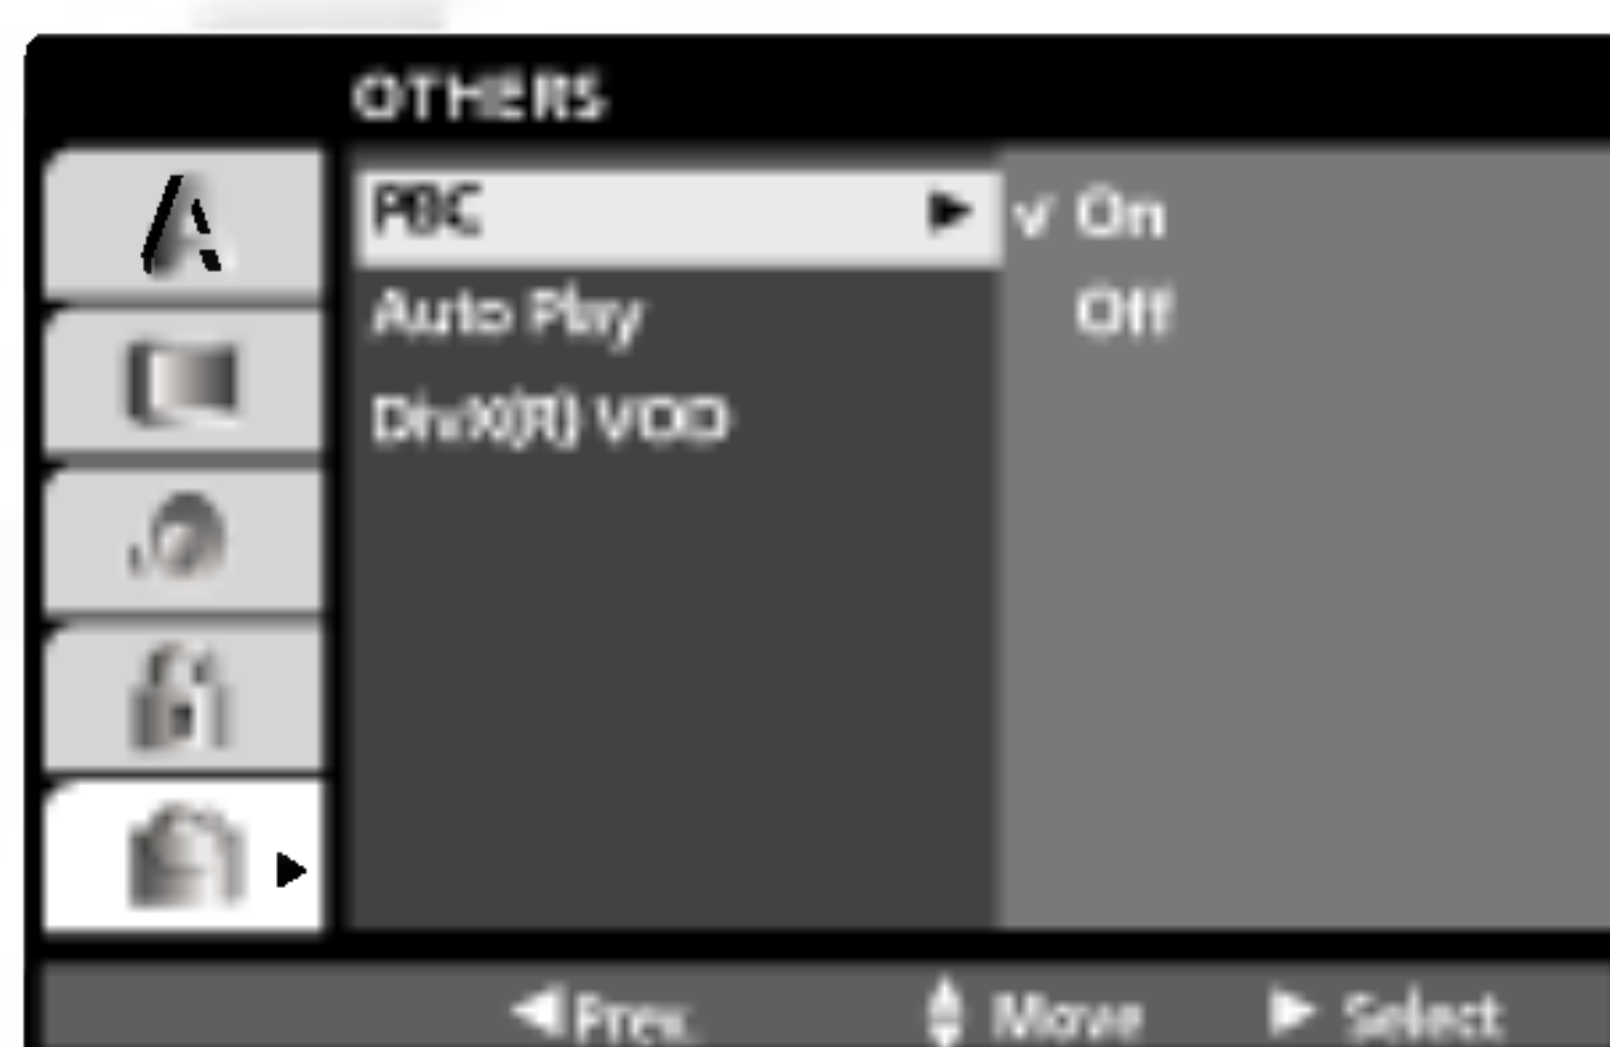 OTHERS
PBC ► √ On
Auto Play Off
DivX(R) VOD
◄ Prev. Move ► Select